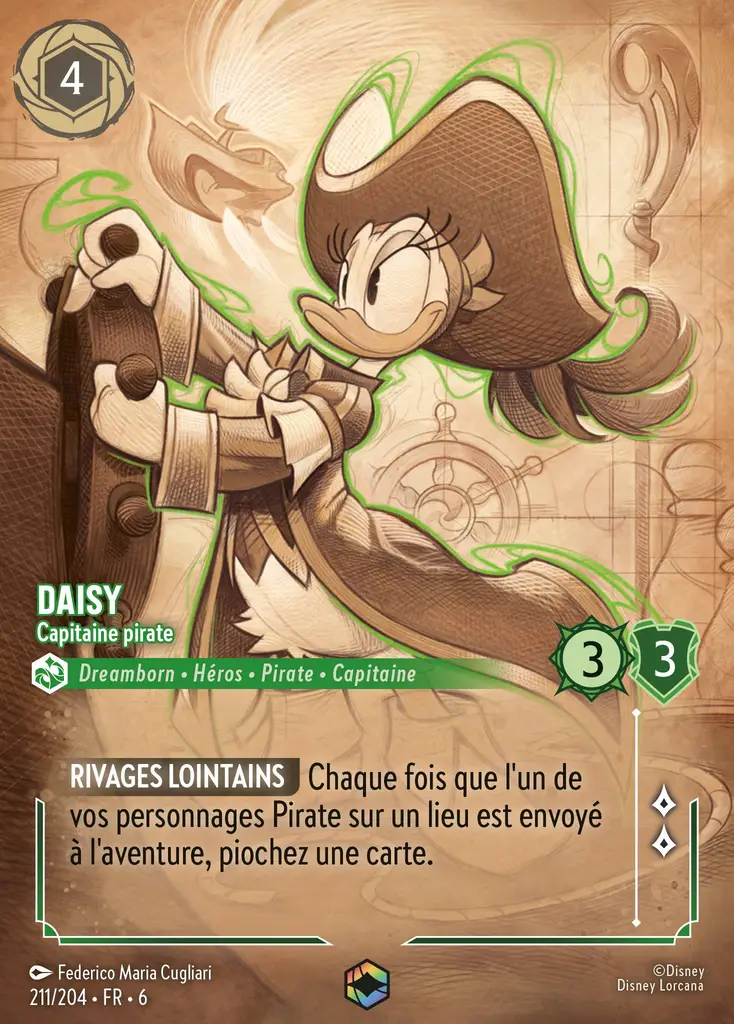 4
DAISY
Capitaine pirate
Dreamborn • Héros • Pirate • Capitaine
3
3
RIVAGES LOINTAINS Chaque fois que l'un de
vos personnages Pirate sur un lieu est envoyé
à l'aventure, piochez une carte.
Federico Maria Cugliari
211/204 • FR • 6
©Disney
Disney Lorcana